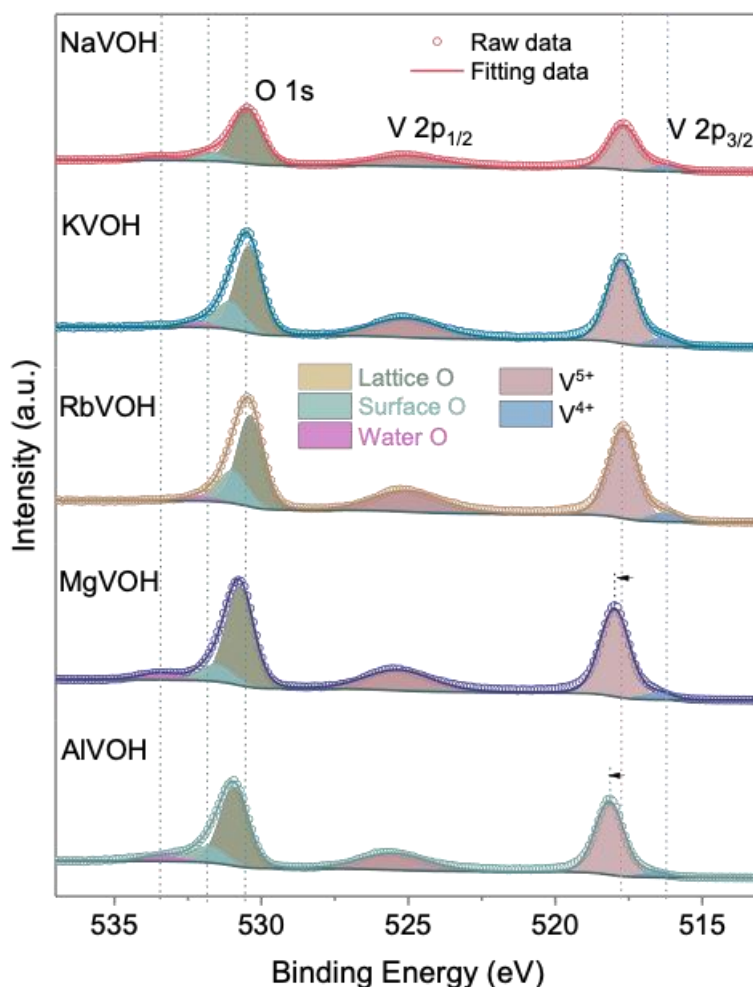 NaVOH
Raw data
Fitting data
O 1s
V 2p1/2
V 2p3/2
KVOH
Lattice O
V5+
Surface O
V4+
Water O
RbVOH
MgVOH
AlVOH
Intensity (a.u.)
535 530 525 520 515
Binding Energy (eV)